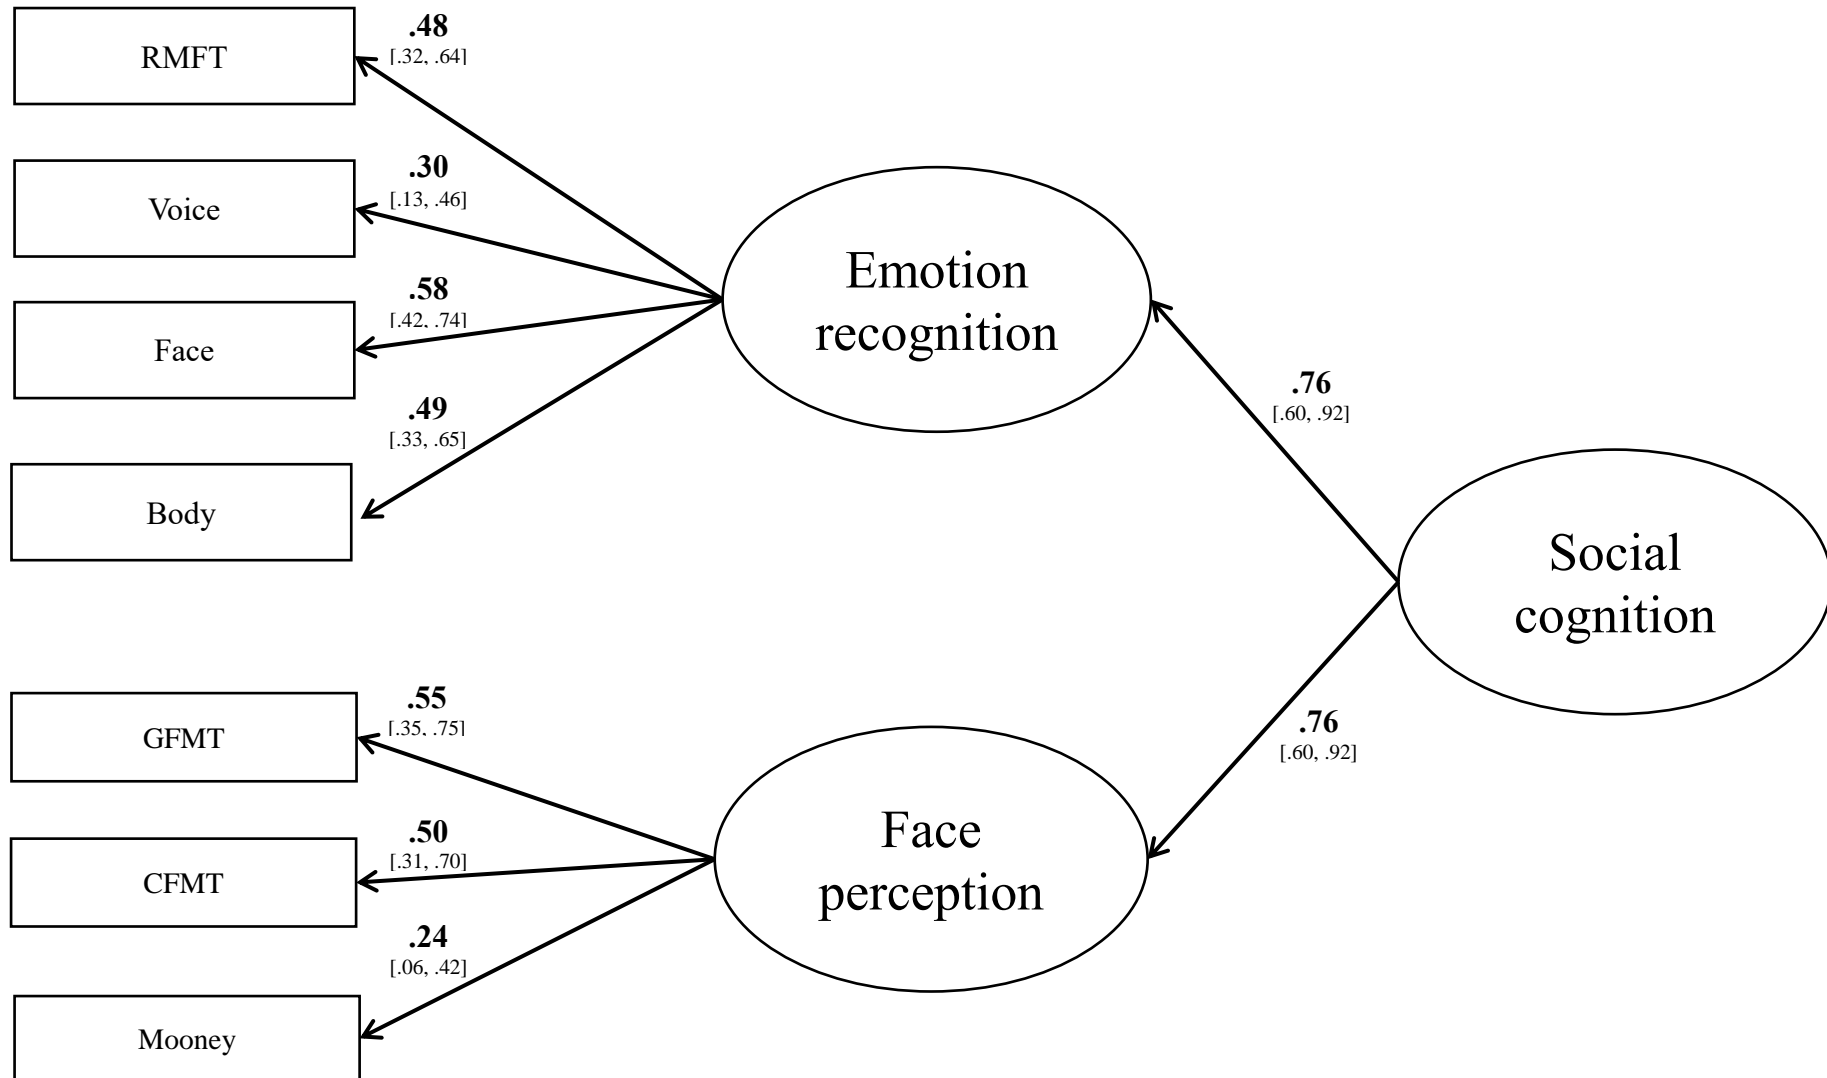 RMFT
.48
[.32, .64]
Voice
.30
[.13, .46]
Face
.58
[.42, .74]
Body
.49
[.33, .65]
Emotion
recognition
.76
[.60, .92]
Social
cognition
.76
[.60, .92]
GFMT
.55
[.35, .75]
CFMT
.50
[.31, .70]
Mooney
.24
[.06, .42]
Face
perception